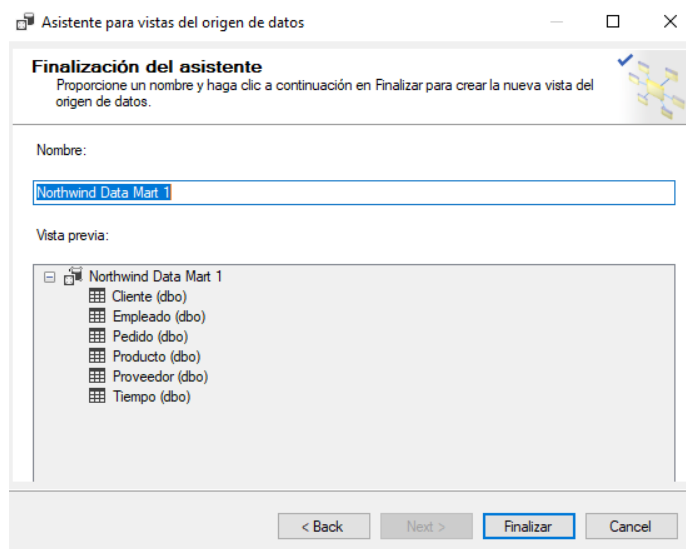 Asistente para vistas del origen de datos
Finalización del asistente
Proporcione un nombre y haga clic a continuación en Finalizar para crear la nueva vista del
origen de datos.
Nombre:
Northwind Data Mart 1
Vista previa:
Northwind Data Mart 1
Cliente (dbo)
Empleado (dbo)
Pedido (dbo)
Producto (dbo)
Proveedor (dbo)
Tiempo (dbo)
< Back
Next >
Finalizar
Cancel